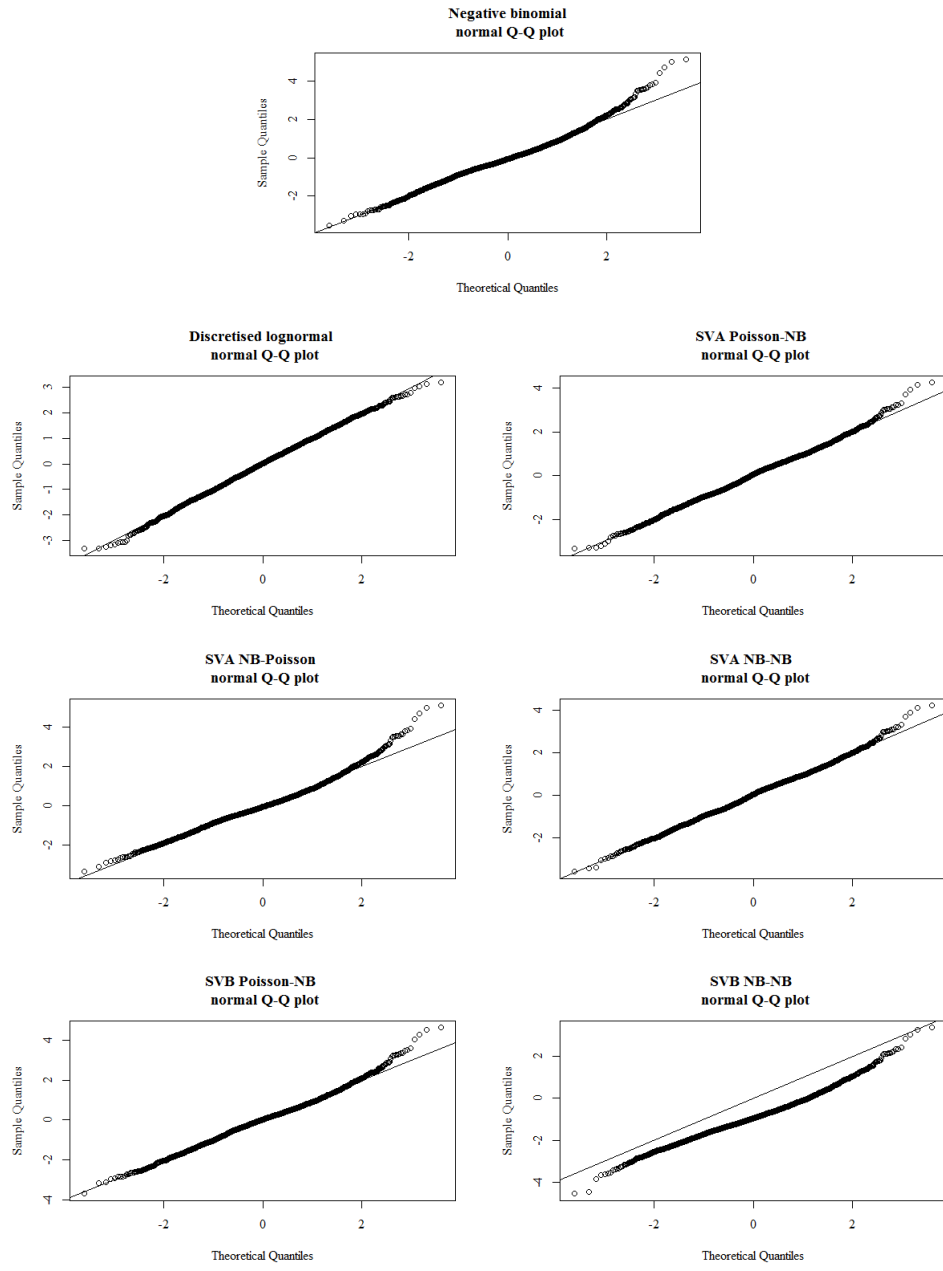 Negative binomial
normal Q-Q plot
Sample Quantiles
4
2
0
-2
-2 0 2
Theoretical Quantiles
Discretised lognormal
normal Q-Q plot
Sample Quantiles
3
2
1
0
-1
-2
-3
-2 0 2
Theoretical Quantiles
SVA Poisson-NB
normal Q-Q plot
Sample Quantiles
4
2
0
-2
-2 0 2
Theoretical Quantiles
SVA NB-Poisson
normal Q-Q plot
Sample Quantiles
4
2
0
-2
-2 0 2
Theoretical Quantiles
SVA NB-NB
normal Q-Q plot
Sample Quantiles
4
2
0
-2
-2 0 2
Theoretical Quantiles
SVB Poisson-NB
normal Q-Q plot
Sample Quantiles
4
2
0
-2
-4
-2 0 2
Theoretical Quantiles
SVB NB-NB
normal Q-Q plot
Sample Quantiles
2
0
-2
-4
-2 0 2
Theoretical Quantiles